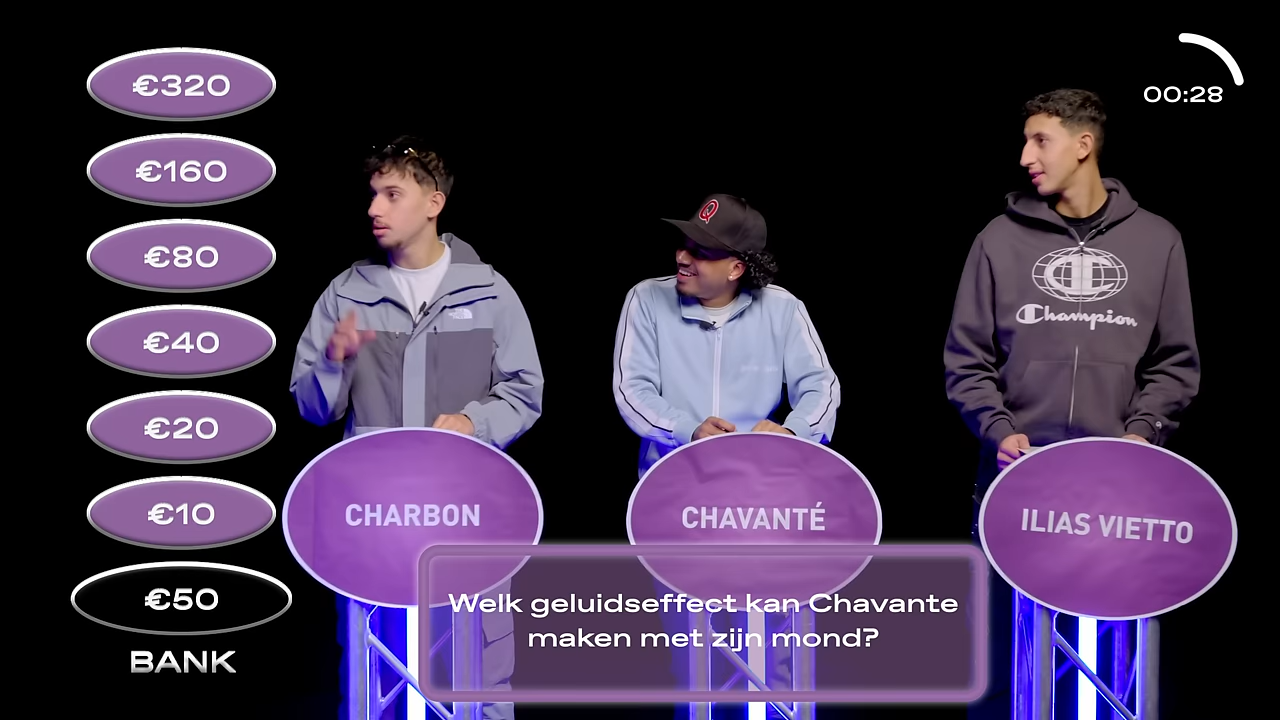 €320
€160
€80
€40
€20
€10
€50
BANK
00:28
Champion
CHARBON
CHAVANTÉ
ILIAS VIETTO
Welk geluidseffect kan Chavante
maken met zijn mond?